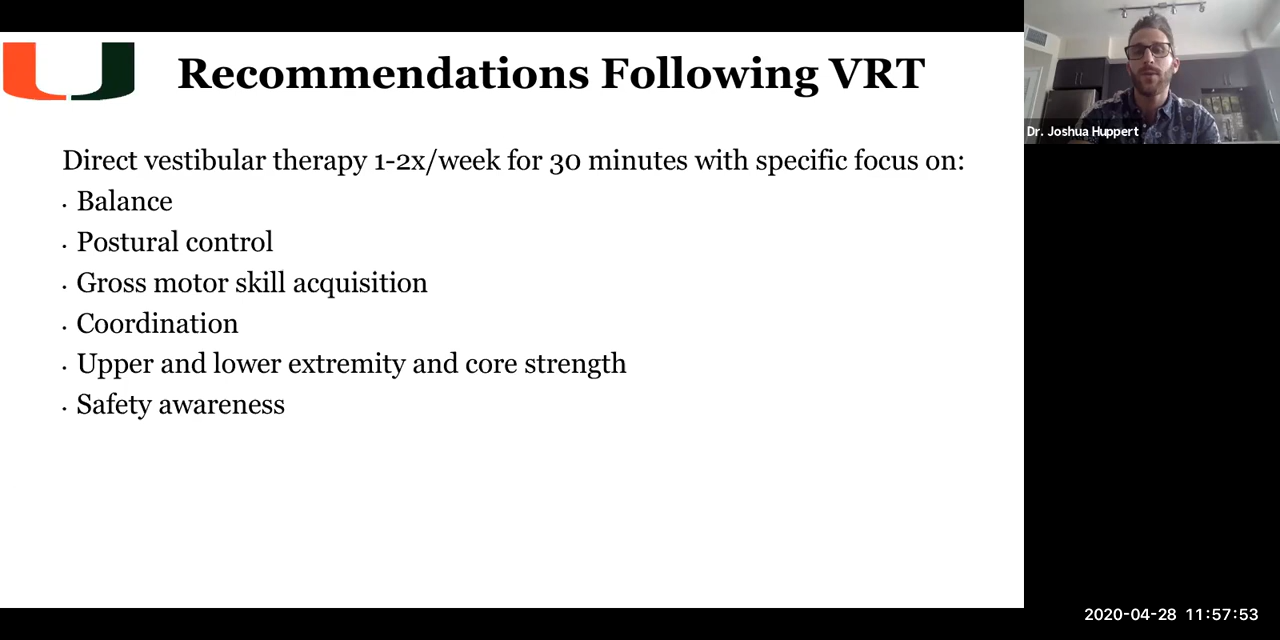 Recommendations Following VRT
Direct vestibular therapy 1-2x/week for 30 minutes with specific focus on:
· Balance
· Postural control
· Gross motor skill acquisition
· Coordination
· Upper and lower extremity and core strength
· Safety awareness
Dr. Joshua Huppert
2020-04-28 11:57:53